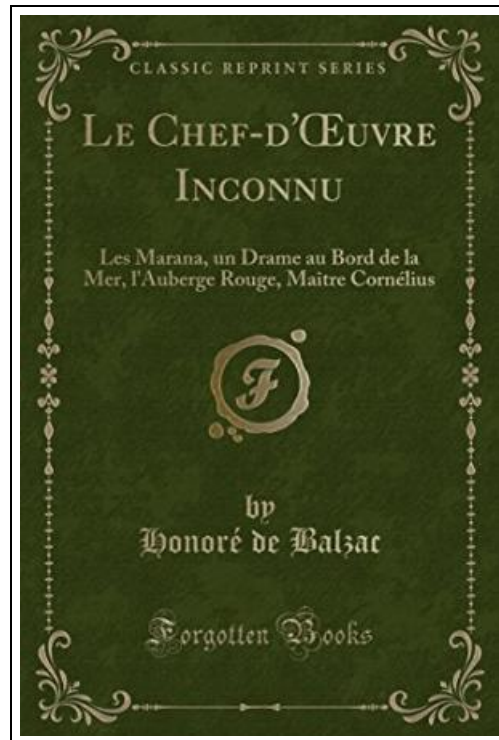 CLASSIC REPRINT SERIES
LE CHEF-D'ŒUVRE
INCONNU
Les Marana, un Drame au Bord de la
Mer, l'Auberge Rouge, Maitre Cornélius
F
by
Honoré de Balzac
Forgotten Books